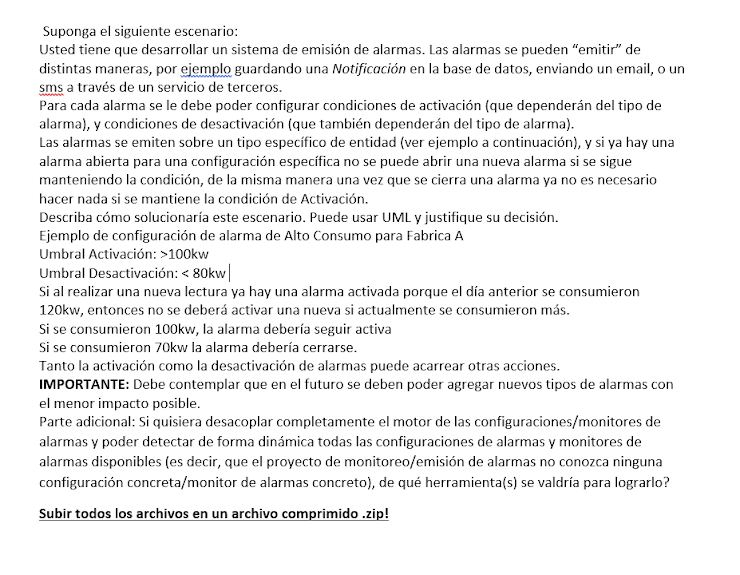 Suponga el siguiente escenario:
Usted tiene que desarrollar un sistema de emisión de alarmas. Las alarmas se pueden “emitir” de
distintas maneras, por ejemplo guardando una Notificación en la base de datos, enviando un email, o un
sms a través de un servicio de terceros.
Para cada alarma se le debe poder configurar condiciones de activación (que dependerán del tipo de
alarma), y condiciones de desactivación (que también dependerán del tipo de alarma).
Las alarmas se emiten sobre un tipo específico de entidad (ver ejemplo a continuación), y si ya hay una
alarma abierta para una configuración específica no se puede abrir una nueva alarma si se sigue
manteniendo la condición, de la misma manera una vez que se cierra una alarma ya no es necesario
hacer nada si se mantiene la condición de Activación.
Describa cómo solucionaría este escenario. Puede usar UML y justifique su decisión.
Ejemplo de configuración de alarma de Alto Consumo para Fabrica A
Umbral Activación: >100kw
Umbral Desactivación: < 80kw
Si al realizar una nueva lectura ya hay una alarma activada porque el día anterior se consumieron
120kw, entonces no se deberá activar una nueva si actualmente se consumieron más.
Si se consumieron 100kw, la alarma debería seguir activa
Si se consumieron 70kw la alarma debería cerrarse.
Tanto la activación como la desactivación de alarmas puede acarrear otras acciones.
IMPORTANTE: Debe contemplar que en el futuro se deben poder agregar nuevos tipos de alarmas con
el menor impacto posible.
Parte adicional: Si quisiera desacoplar completamente el motor de las configuraciones/monitores de
alarmas y poder detectar de forma dinámica todas las configuraciones de alarmas y monitores de
alarmas disponibles (es decir, que el proyecto de monitoreo/emisión de alarmas no conozca ninguna
configuración concreta/monitor de alarmas concreto), de qué herramienta(s) se valdría para lograrlo?
Subir todos los archivos en un archivo comprimido .zip!